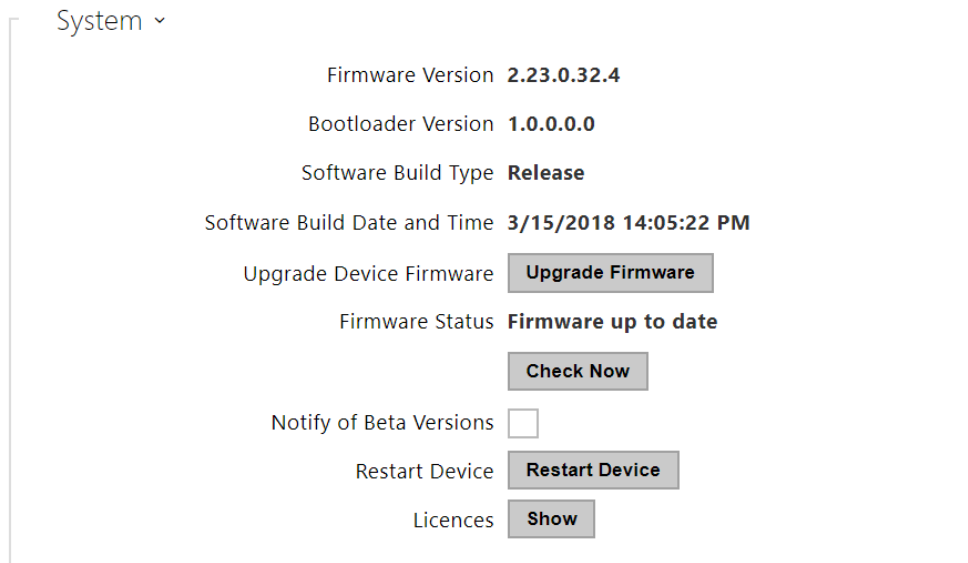 System
Firmware Version 2.23.0.32.4
Bootloader Version 1.0.0.0.0
Software Build Type Release
Software Build Date and Time 3/15/2018 14:05:22 PM
Upgrade Device Firmware Upgrade Firmware
Firmware Status Firmware up to date
Check Now
Notify of Beta Versions
Restart Device Restart Device
Licences Show